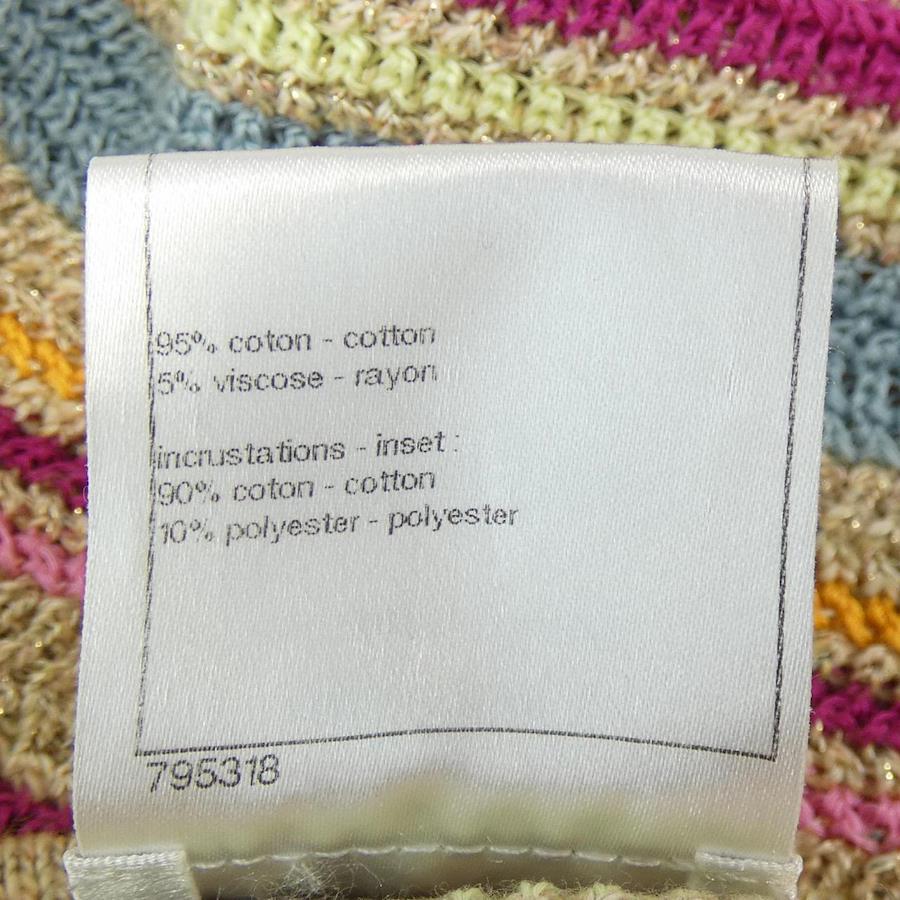 95% coton - cotton
5% viscose - rayon
incrustations - inset :
90% coton - cotton
10% polyester - polyester
795318